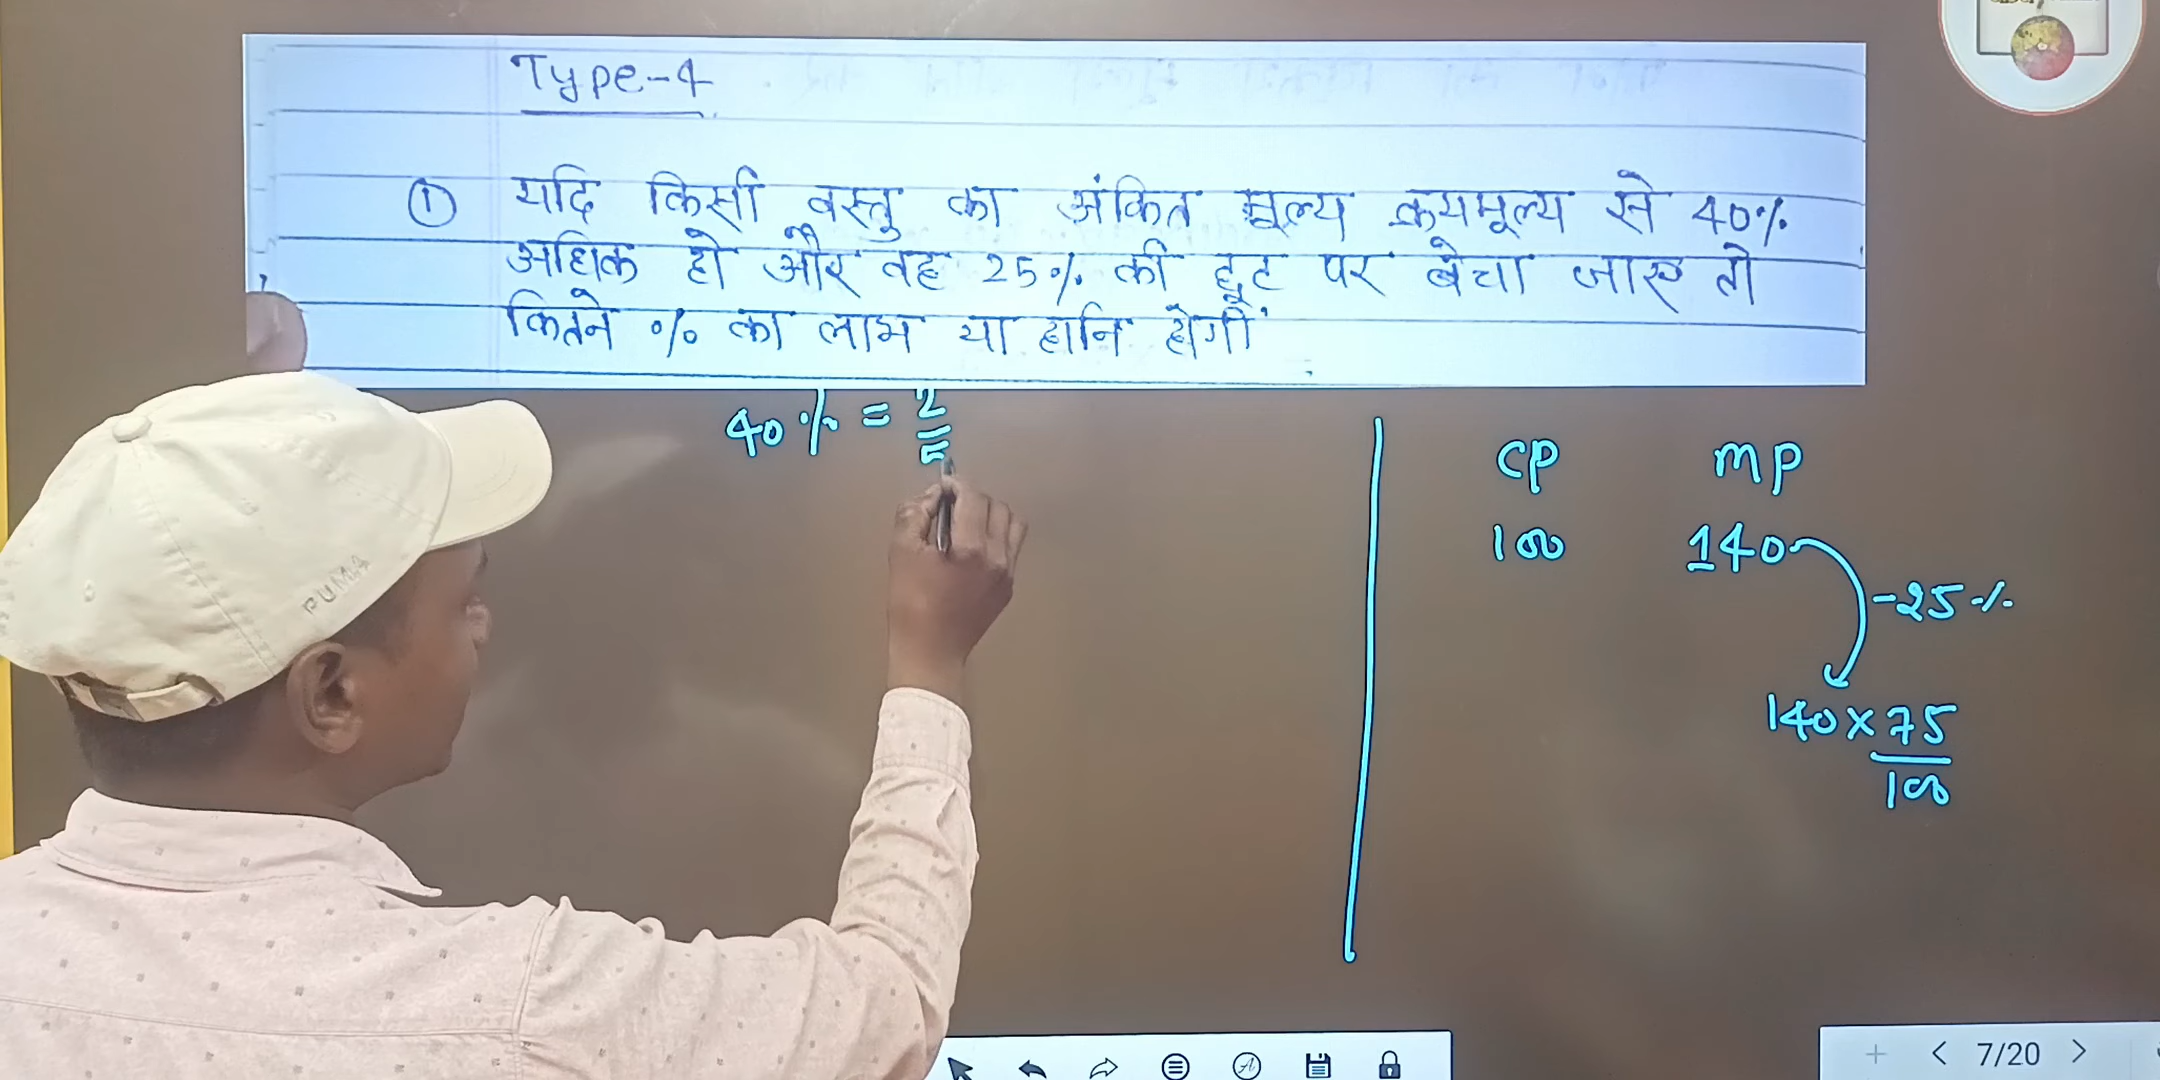 Type-4
① यदि किसी वस्तु का अंकित मूल्य क्रयमूल्य से 40%
अधिक हो और वह 25% की छूट पर बेचा जाए तो
कितने % का लाभ या हानि होगी
40% = 2/5
CP MP
100 140
-25%
140 × 75/100
PUMA
7/20